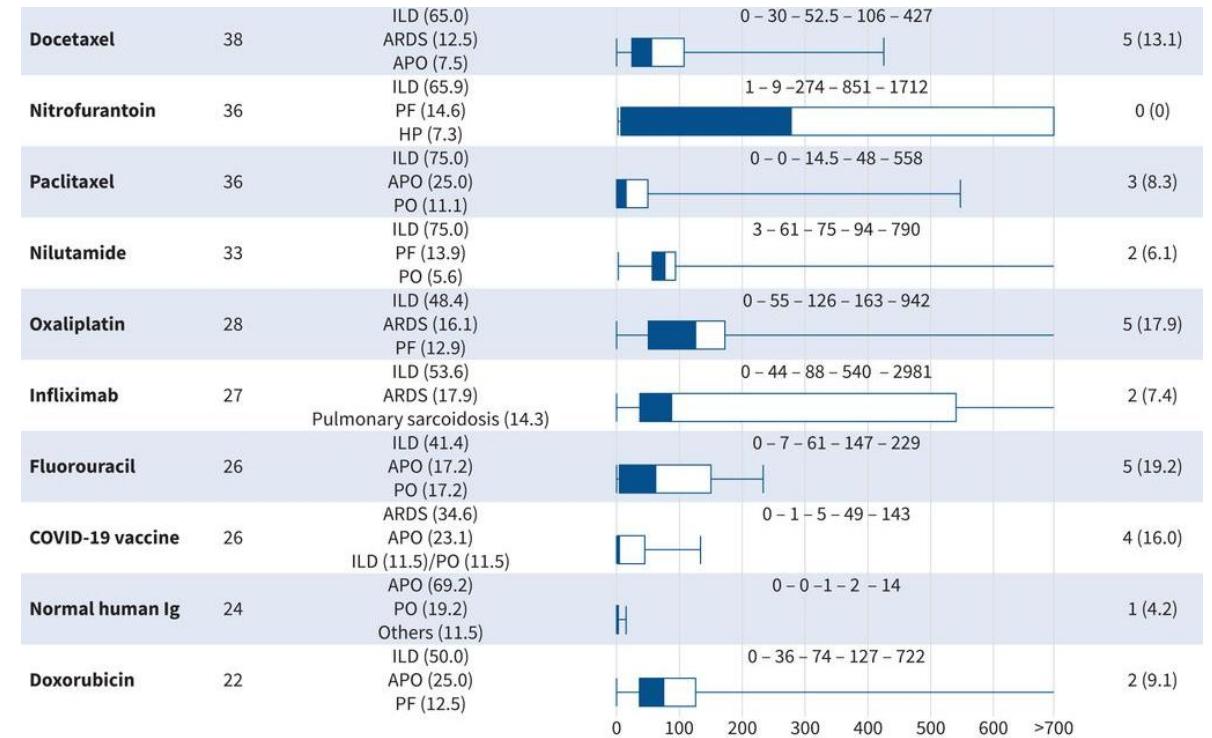 ILD (65.0)
0 – 30 – 52.5 – 106 – 427
Docetaxel 38 ARDS (12.5) 5 (13.1)
APO (7.5)
ILD (65.9)
1 – 9 –274 – 851 – 1712
Nitrofurantoin 36 PF (14.6) 0 (0)
HP (7.3)
ILD (75.0)
0 – 0 – 14.5 – 48 – 558
Paclitaxel 36 APO (25.0) 3 (8.3)
PO (11.1)
ILD (75.0)
3 – 61 – 75 – 94 – 790
Nilutamide 33 PF (13.9) 2 (6.1)
PO (5.6)
ILD (48.4)
0 – 55 – 126 – 163 – 942
Oxaliplatin 28 ARDS (16.1) 5 (17.9)
PF (12.9)
ILD (53.6)
0 – 44 – 88 – 540 – 2981
Infliximab 27 ARDS (17.9) 2 (7.4)
Pulmonary sarcoidosis (14.3)
ILD (41.4)
0 – 7 – 61 – 147 – 229
Fluorouracil 26 APO (17.2) 5 (19.2)
PO (17.2)
ARDS (34.6)
0 – 1 – 5 – 49 – 143
COVID-19 vaccine 26 APO (23.1) 4 (16.0)
ILD (11.5)/PO (11.5)
APO (69.2)
0 – 0 –1 – 2 – 14
Normal human Ig 24 PO (19.2) 1 (4.2)
Others (11.5)
ILD (50.0)
0 – 36 – 74 – 127 – 722
Doxorubicin 22 APO (25.0) 2 (9.1)
PF (12.5)
0 100 200 300 400 500 600 >700